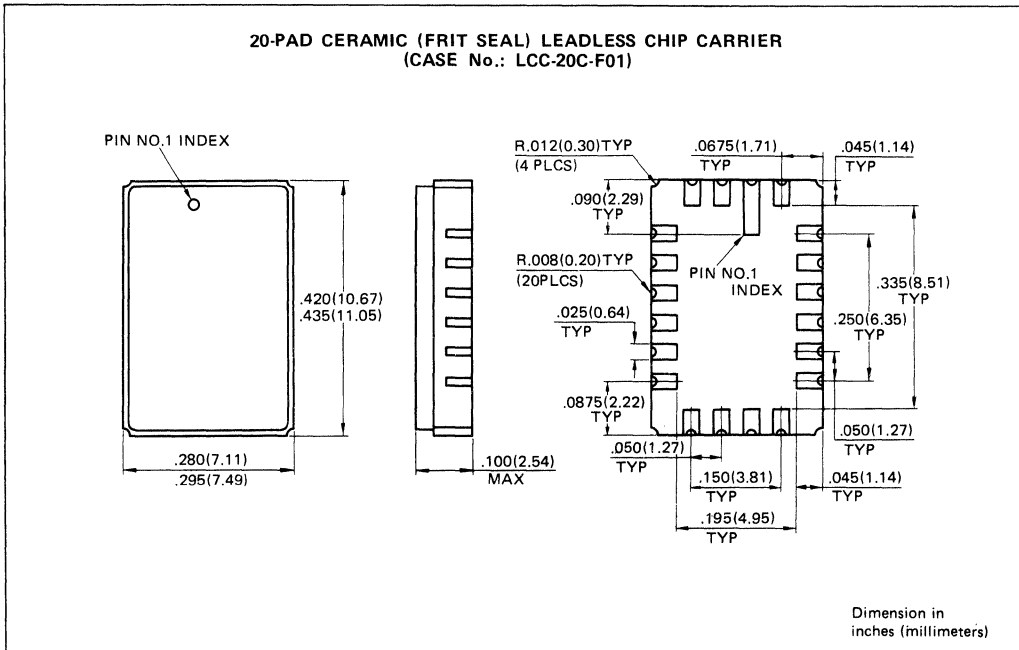 20-PAD CERAMIC (FRIT SEAL) LEADLESS CHIP CARRIER
(CASE No.: LCC-20C-F01)
PIN NO.1 INDEX
R.012(0.30)TYP
(4 PLCS)
.0675(1.71)
TYP
.045(1.14)
TYP
.090(2.29)
TYP
R.008(0.20)TYP
(20PLCS)
PIN NO.1
INDEX
.335(8.51)
TYP
.420(10.67)
.435(11.05)
.025(0.64)
TYP
.250(6.35)
TYP
.0875(2.22)
TYP
.050(1.27)
TYP
.050(1.27)
TYP
.280(7.11)
.295(7.49)
.100(2.54)
MAX
.150(3.81)
TYP
.045(1.14)
TYP
.195(4.95)
TYP
Dimension in
inches (millimeters)